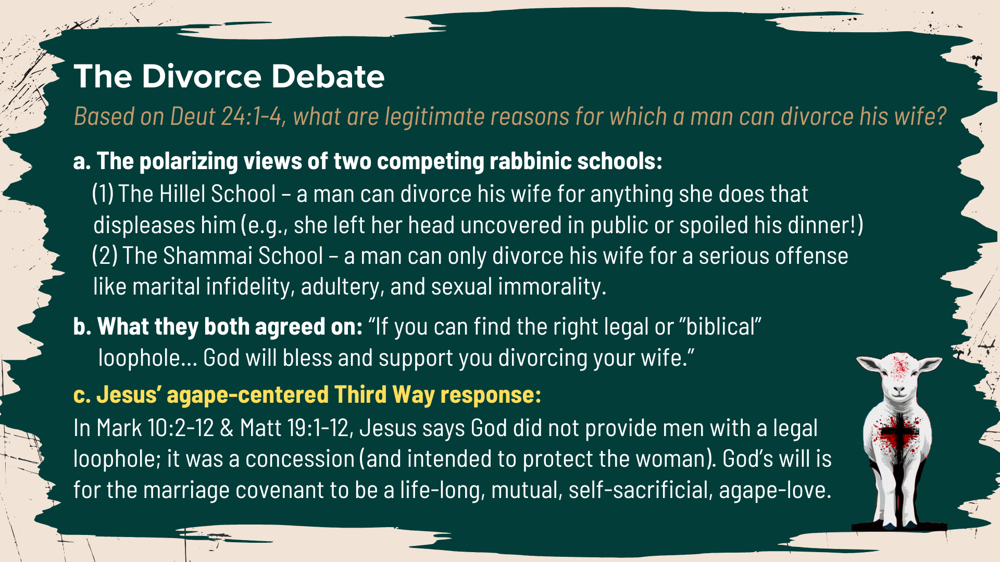 The Divorce Debate
Based on Deut 24:1-4, what are legitimate reasons for which a man can divorce his wife?
a. The polarizing views of two competing rabbinic schools:
(1) The Hillel School – a man can divorce his wife for anything she does that
displeases him (e.g., she left her head uncovered in public or spoiled his dinner!)
(2) The Shammai School – a man can only divorce his wife for a serious offense
like marital infidelity, adultery, and sexual immorality.
b. What they both agreed on: “If you can find the right legal or ”biblical”
loophole... God will bless and support you divorcing your wife.”
c. Jesus’ agape-centered Third Way response:
In Mark 10:2-12 & Matt 19:1-12, Jesus says God did not provide men with a legal
loophole; it was a concession (and intended to protect the woman). God’s will is
for the marriage covenant to be a life-long, mutual, self-sacrificial, agape-love.